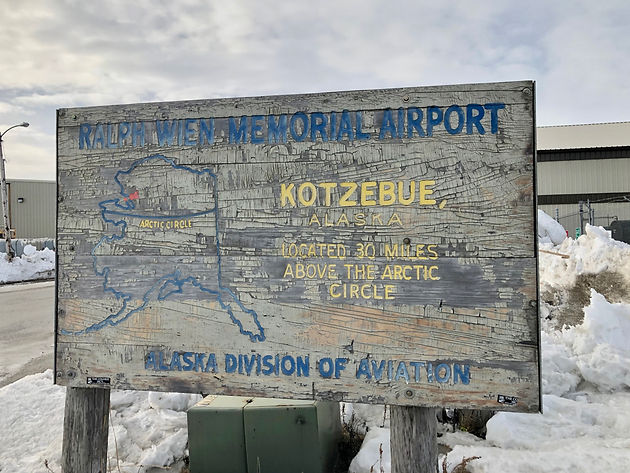 RALPH WIEN MEMORIAL AIRPORT
KOTZEBUE,
ALASKA
ARCTIC CIRCLE
LOCATED 30 MILES
ABOVE THE ARCTIC
CIRCLE
ALASKA DIVISION OF AVIATION